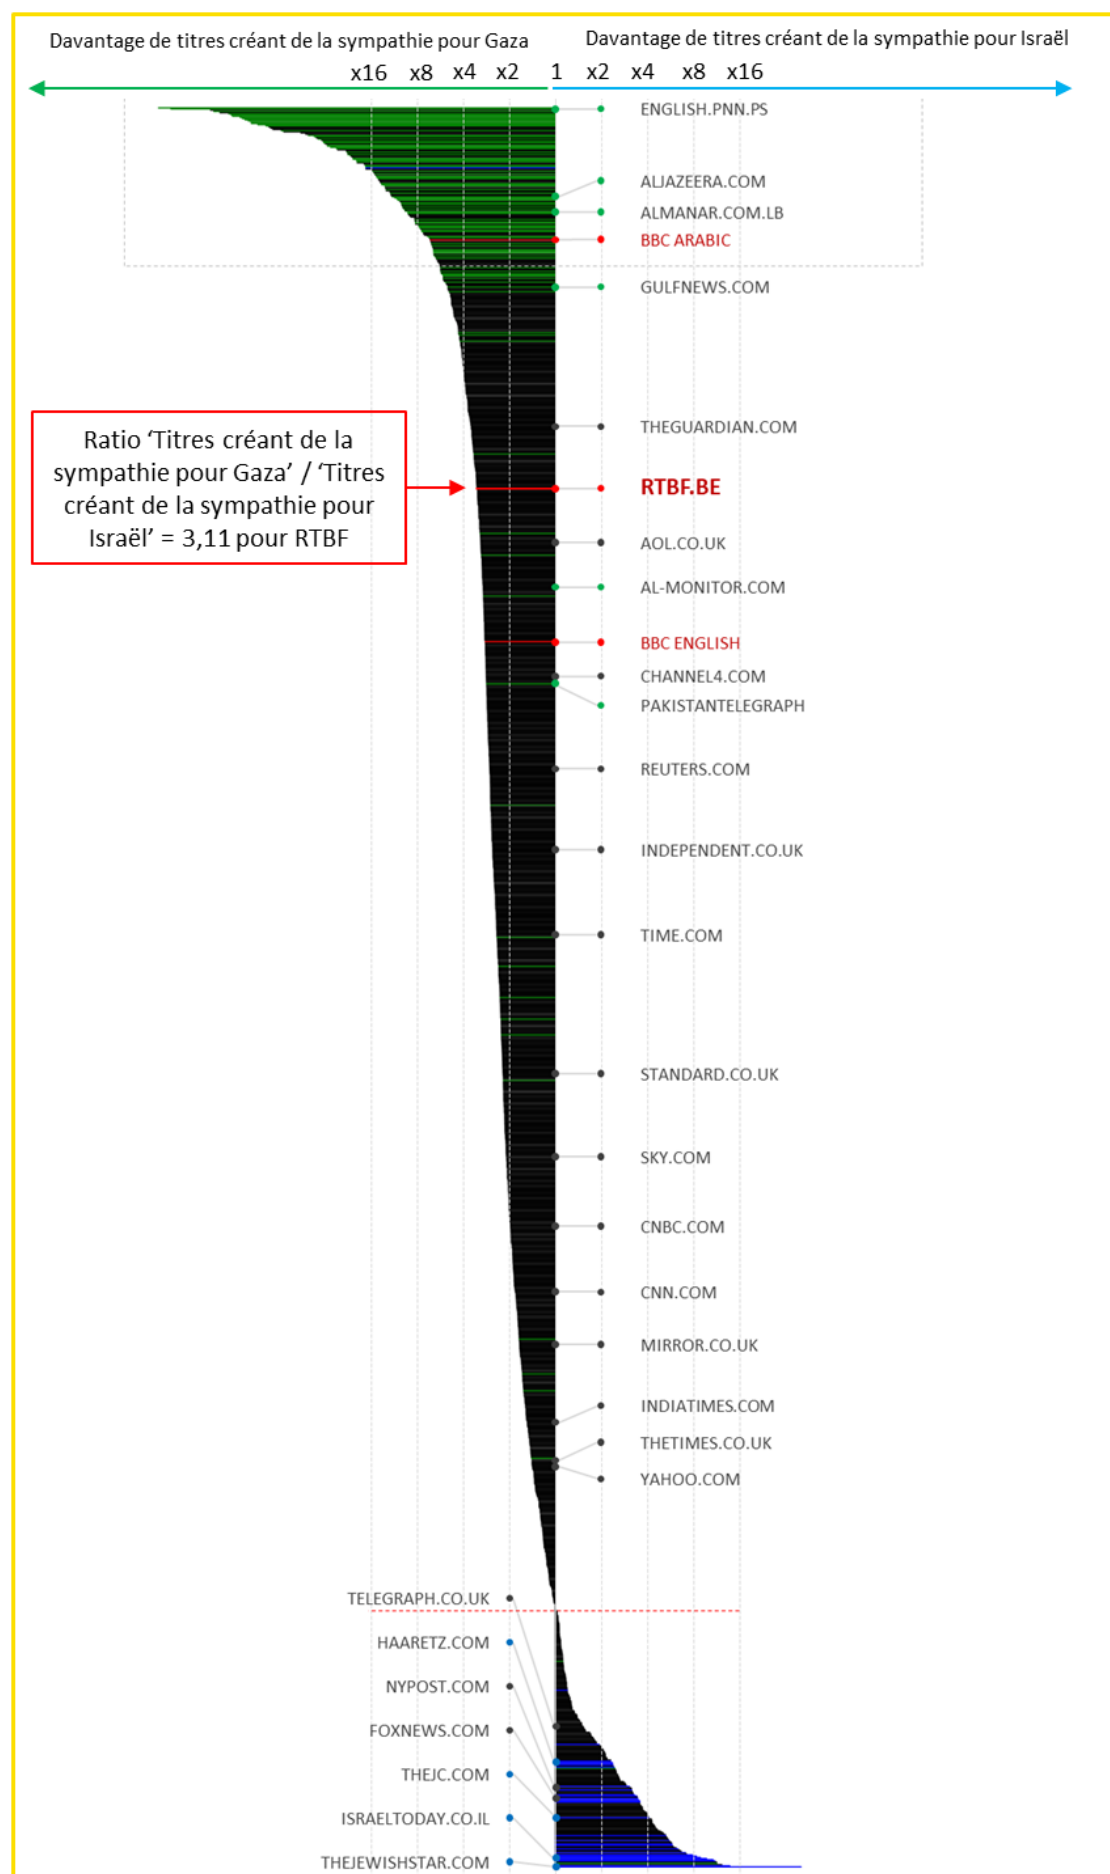 Davantage de titres créant de la sympathie pour Gaza
Davantage de titres créant de la sympathie pour Israël
x16 x8 x4 x2 1 x2 x4 x8 x16
ENGLISH.PNN.PS
ALJAZEERA.COM
ALMANAR.COM.LB
BBC ARABIC
GULFNEWS.COM
THEGUARDIAN.COM
Ratio ‘Titres créant de la
sympathie pour Gaza’ / ‘Titres
créant de la sympathie pour
Israël’ = 3,11 pour RTBF
RTBF.BE
AOL.CO.UK
AL-MONITOR.COM
BBC ENGLISH
CHANNEL4.COM
PAKISTANTELEGRAPH
REUTERS.COM
INDEPENDENT.CO.UK
TIME.COM
STANDARD.CO.UK
SKY.COM
CNBC.COM
CNN.COM
MIRROR.CO.UK
INDIATIMES.COM
THETIMES.CO.UK
YAHOO.COM
TELEGRAPH.CO.UK
HAARETZ.COM
NYPOST.COM
FOXNEWS.COM
THEJC.COM
ISRAELTODAY.CO.IL
THEJEWISHSTAR.COM